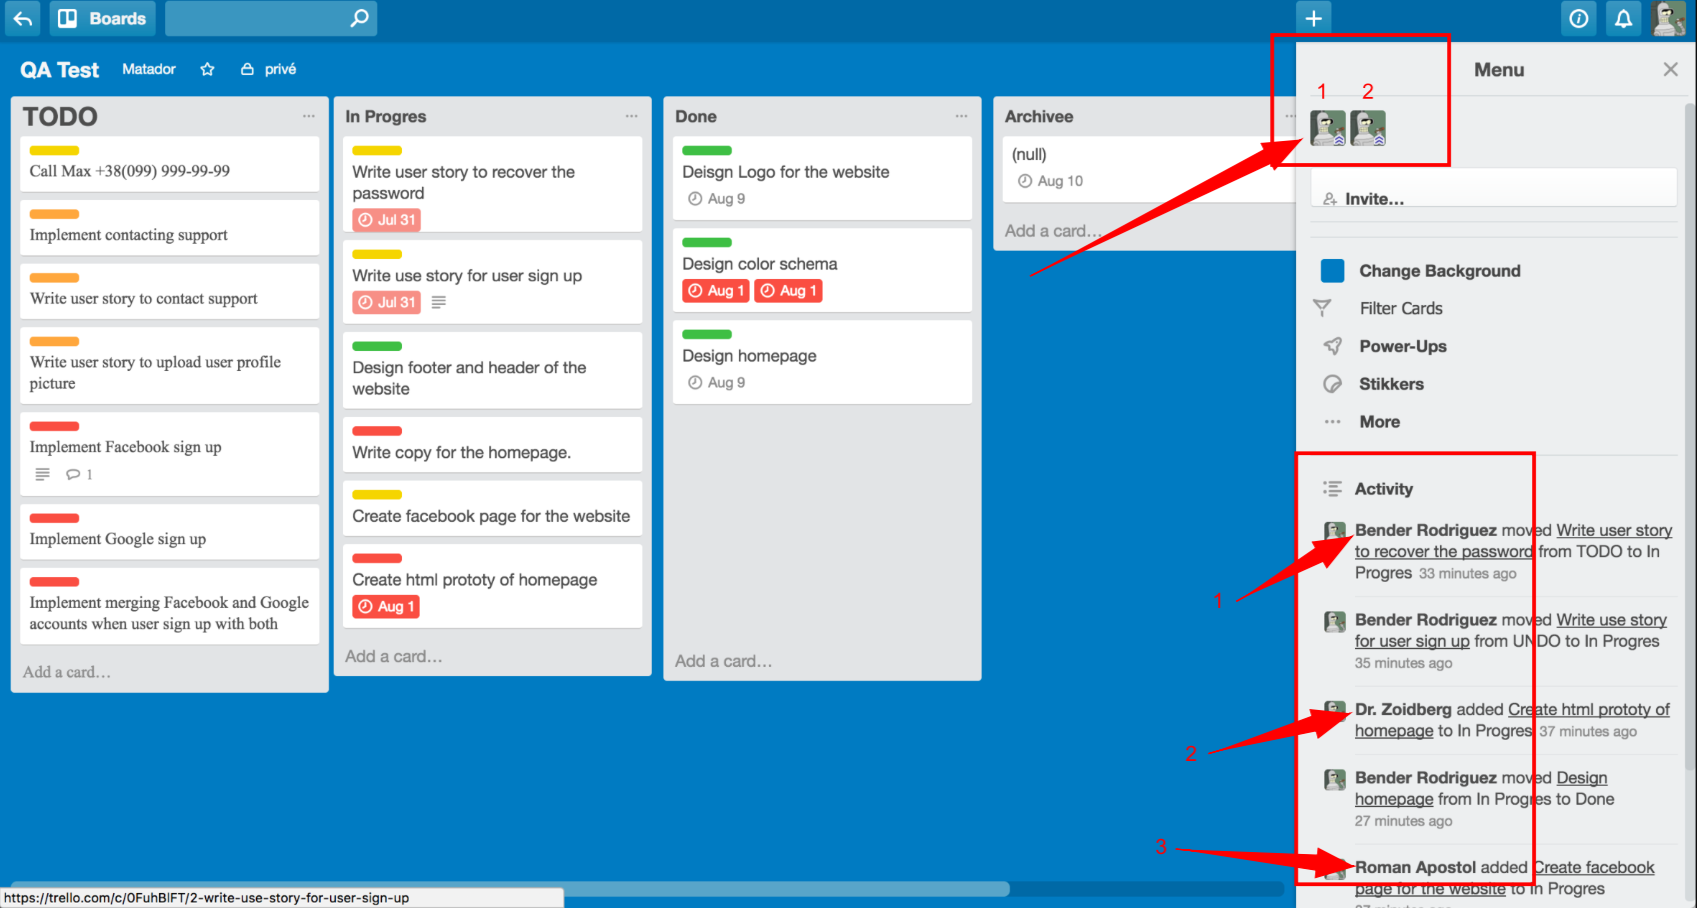 Boards
QA Test
Matador
privé
TODO
Call Max +38(099) 999-99-99
Implement contacting support
Write user story to contact support
Write user story to upload user profile
picture
Implement Facebook sign up
1
Implement Google sign up
Implement merging Facebook and Google
accounts when user sign up with both
Add a card…
In Progres
Write user story to recover the
password
Jul 31
Write use story for user sign up
Jul 31
Design footer and header of the
website
Write copy for the homepage.
Create facebook page for the website
Create html prototy of homepage
Aug 1
Add a card…
Done
Deisgn Logo for the website
Aug 9
Design color schema
Aug 1 Aug 1
Design homepage
Aug 9
Add a card…
Archivee
(null)
Aug 10
Add a card…
Menu
1 2
Invite…
Change Background
Filter Cards
Power-Ups
Stikkers
More
Activity
Bender Rodriguez moved Write user story
to recover the password from TODO to In
Progres 33 minutes ago
1
Bender Rodriguez moved Write use story
for user sign up from UNDO to In Progres
35 minutes ago
Dr. Zoidberg added Create html prototy of
homepage to In Progres 37 minutes ago
2
Bender Rodriguez moved Design
homepage from In Progres to Done
27 minutes ago
3
Roman Apostol added Create facebook
page for the website to In Progres
https://trello.com/c/0FuhBlFT/2-write-use-story-for-user-sign-up